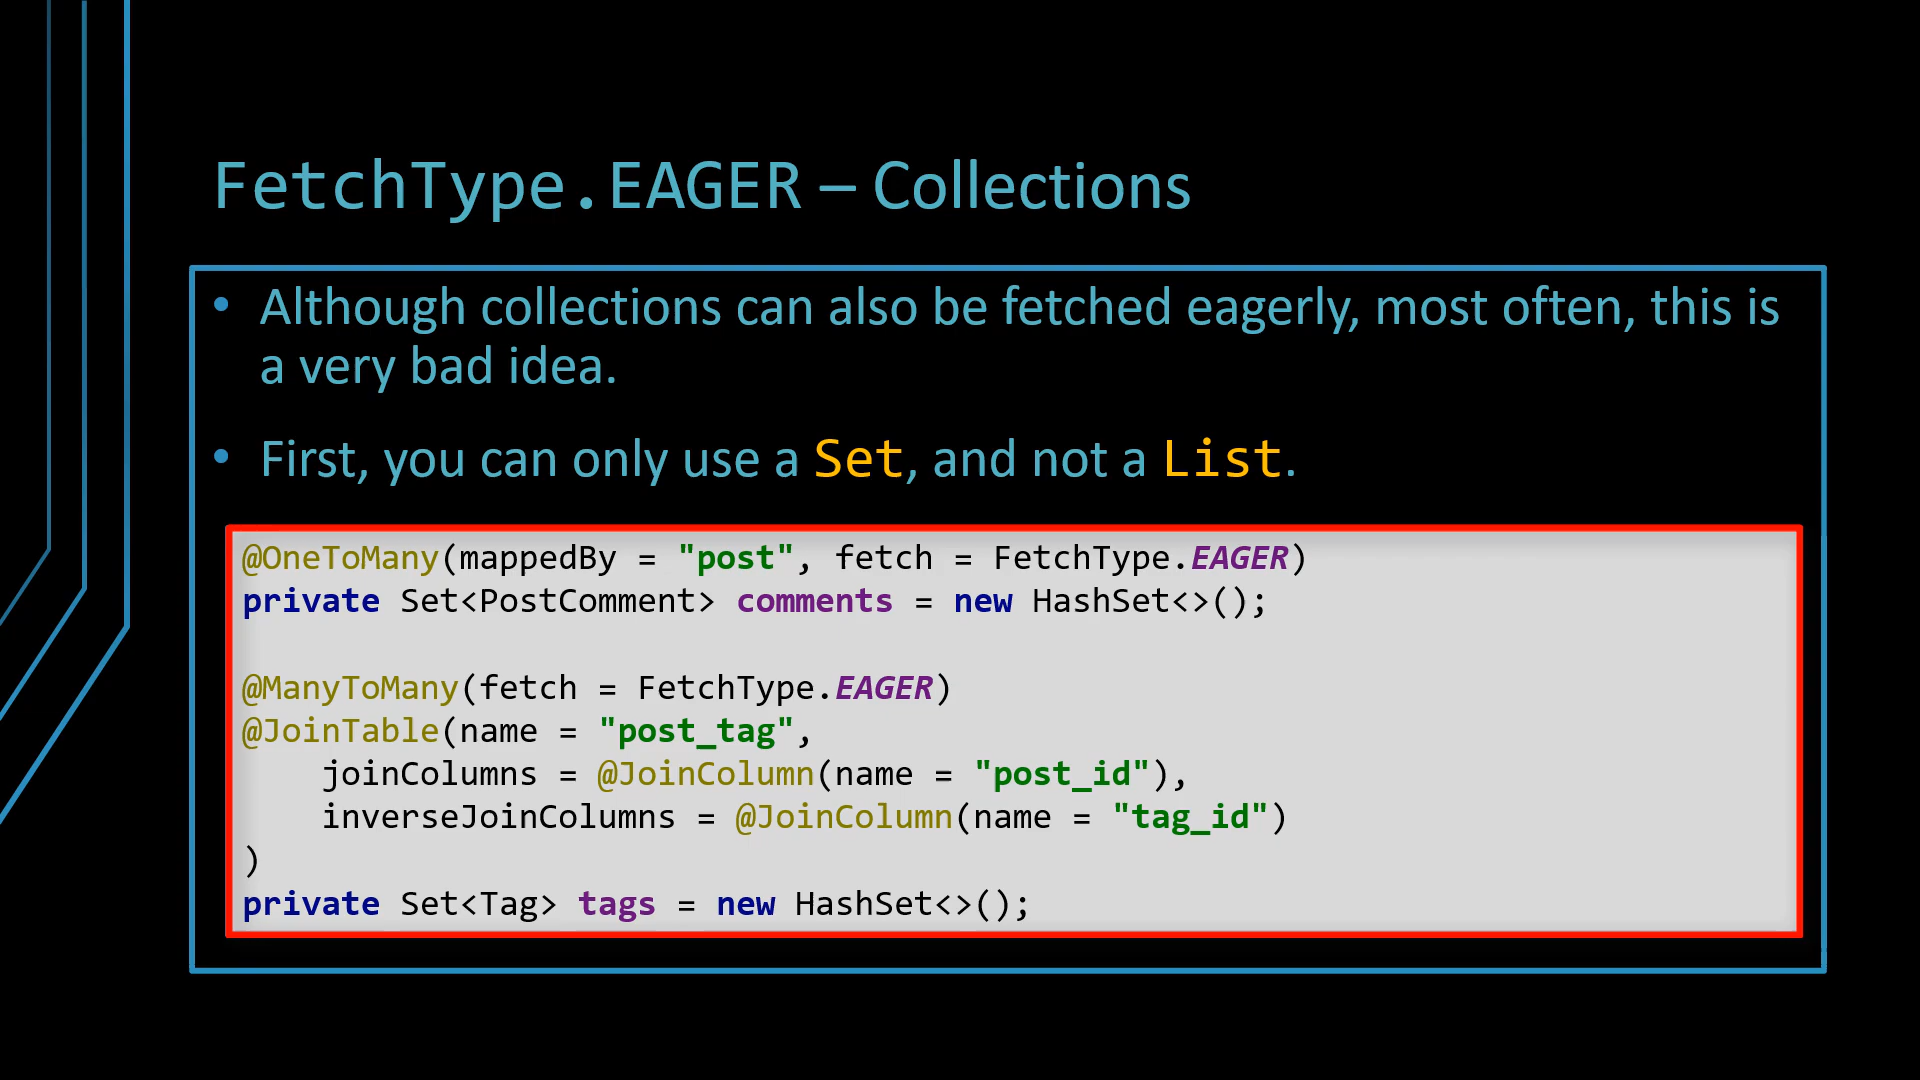 FetchType.EAGER – Collections
• Although collections can also be fetched eagerly, most often, this is
a very bad idea.
• First, you can only use a Set, and not a List.
@OneToMany(mappedBy = "post", fetch = FetchType.EAGER)
private Set<PostComment> comments = new HashSet<>();
@ManyToMany(fetch = FetchType.EAGER)
@JoinTable(name = "post_tag",
    joinColumns = @JoinColumn(name = "post_id"),
    inverseJoinColumns = @JoinColumn(name = "tag_id")
)
private Set<Tag> tags = new HashSet<>();